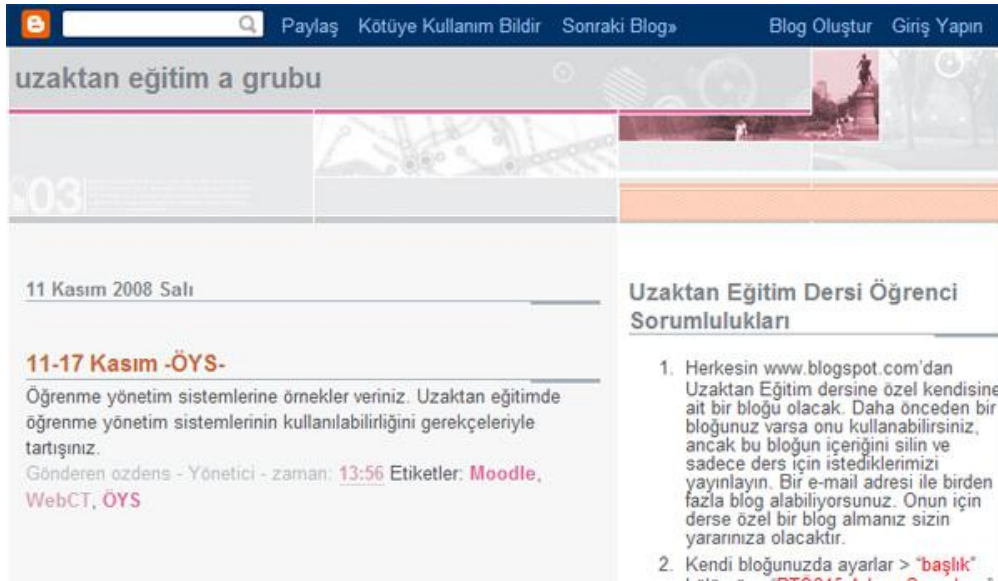 Paylaş Kötüye Kullanım Bildir Sonraki Blog» Blog Oluştur Giriş Yapın
uzaktan eğitim a grubu
03
11 Kasım 2008 Salı
11-17 Kasım -ÖYS-
Öğrenme yönetim sistemlerine örnekler veriniz. Uzaktan eğitimde
öğrenme yönetim sistemlerinin kullanılabilirliğini gerekçeleriyle
tartışınız.
Gönderen ozdens - Yönetici - zaman: 13:56 Etiketler: Moodle,
WebCT, ÖYS
Uzaktan Eğitim Dersi Öğrenci
Sorumlulukları
1. Herkesin www.blogspot.com'dan
Uzaktan Eğitim dersine özel kendisine
ait bir bloğu olacak. Daha önceden bir
bloğunuz varsa onu kullanabilirsiniz,
ancak bu bloğun içeriğini silin ve
sadece ders için istediklerimizi
yayınlayın. Bir e-mail adresi ile birden
fazla blog alabiliyorsunuz. Onun için
derse özel bir blog almanız sizin
yararınıza olacaktır.
2. Kendi bloğunuzda ayarlar > "başlık"